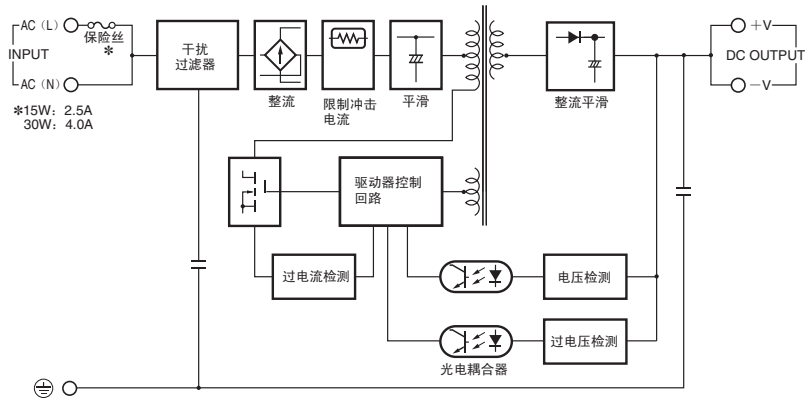 AC (L)
保险丝
✽
INPUT
AC (N)
✽15W：2.5A
30W：4.0A
干扰
过滤器
整流
限制冲击
电流
平滑
整流平滑
+V
DC OUTPUT
－V
驱动器控制
回路
过电流检测
电压检测
过电压检测
光电耦合器